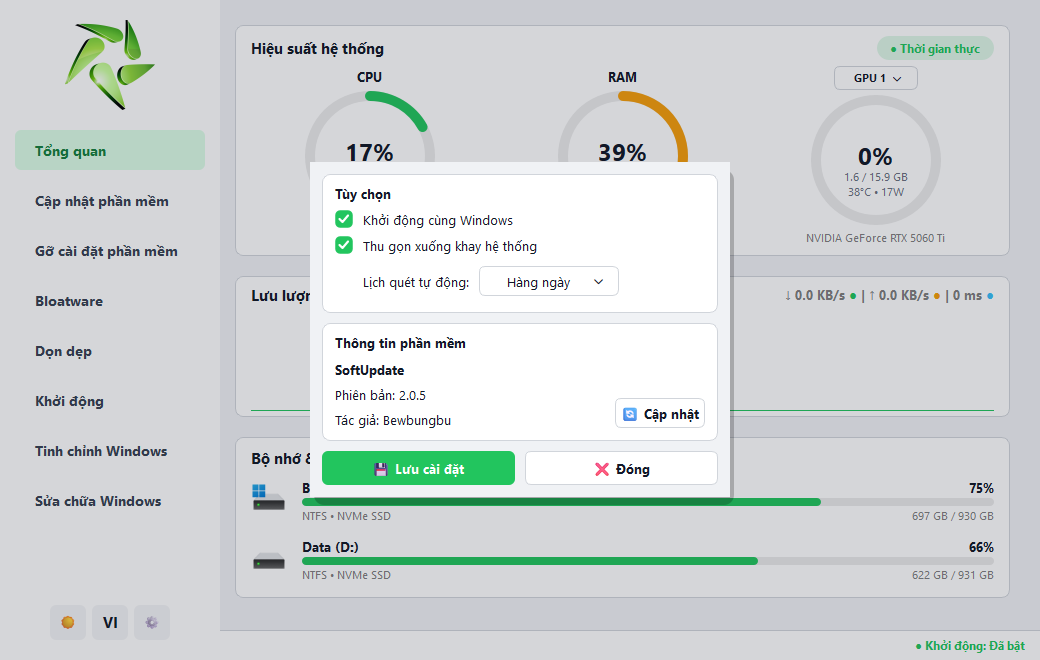 Tổng quan
Cập nhật phần mềm
Gỡ cài đặt phần mềm
Bloatware
Dọn dẹp
Khởi động
Tinh chỉnh Windows
Sửa chữa Windows
VI
Hiệu suất hệ thống
● Thời gian thực
CPU
17%
RAM
39%
GPU 1
0%
1.6 / 15.9 GB
38°C • 17W
NVIDIA GeForce RTX 5060 Ti
Tùy chọn
Khởi động cùng Windows
Thu gọn xuống khay hệ thống
Lịch quét tự động: Hàng ngày
Thông tin phần mềm
SoftUpdate
Phiên bản: 2.0.5
Tác giả: Bewbungbu
Cập nhật
Lưu cài đặt
Đóng
↓ 0.0 KB/s ● | ↑ 0.0 KB/s ● | 0 ms ●
Bộ nhớ
75%
NTFS • NVMe SSD
697 GB / 930 GB
Data (D:)
66%
NTFS • NVMe SSD
622 GB / 931 GB
● Khởi động: Đã bật